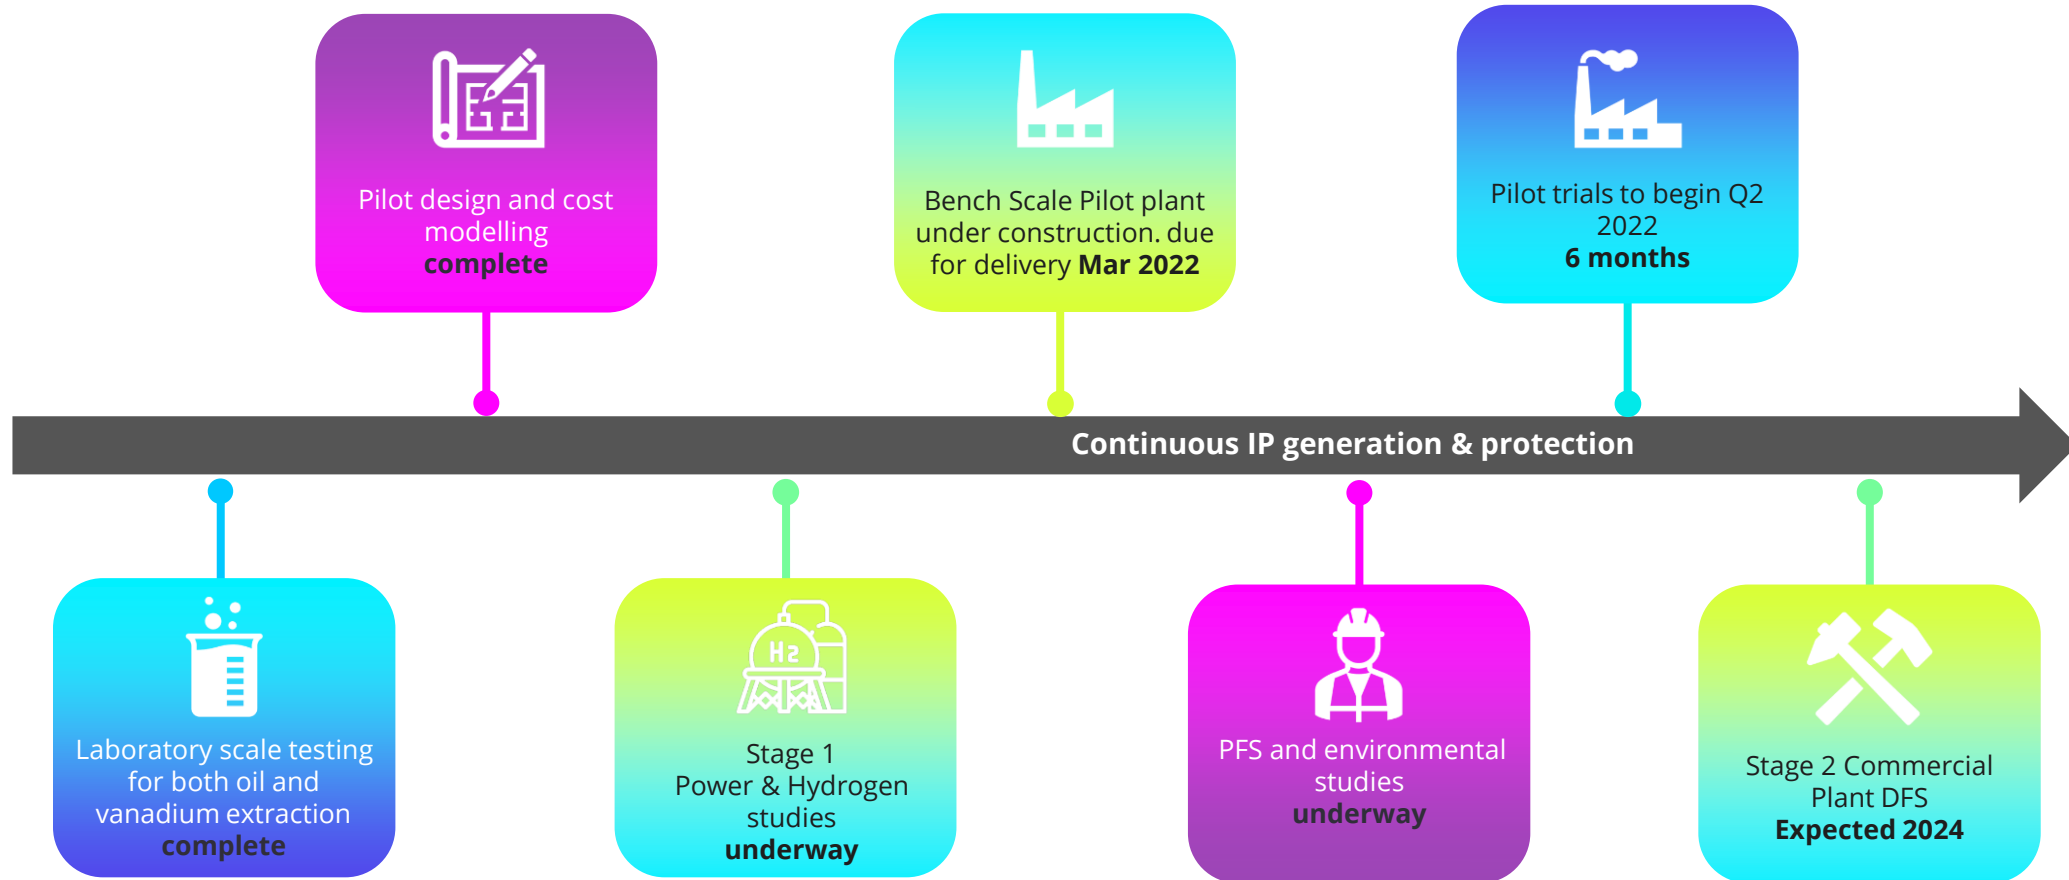 Pilot design and cost
modelling
complete
Bench Scale Pilot plant
under construction. due
for delivery Mar 2022
Pilot trials to begin Q2
2022
6 months
Continuous IP generation & protection
Laboratory scale testing
for both oil and
vanadium extraction
complete
H2
Stage 1
Power & Hydrogen
studies
underway
PFS and environmental
studies
underway
Stage 2 Commercial
Plant DFS
Expected 2024